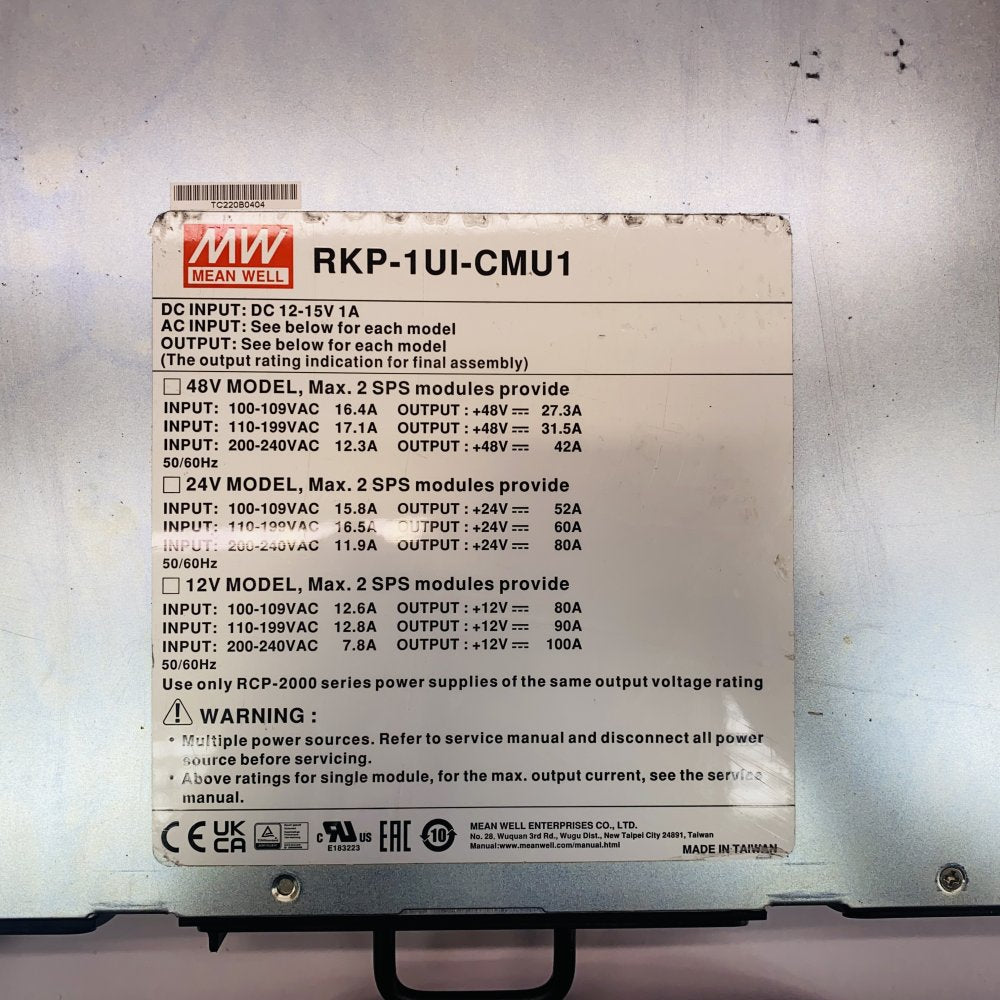 TC220B0404
MW
MEAN WELL
RKP-1UI-CMU1
DC INPUT: DC 12-15V 1A
AC INPUT: See below for each model
OUTPUT: See below for each model
(The output rating indication for final assembly)
48V MODEL, Max. 2 SPS modules provide
INPUT: 100-109VAC 16.4A OUTPUT : +48V 27.3A
INPUT: 110-199VAC 17.1A OUTPUT : +48V 31.5A
INPUT: 200-240VAC 12.3A OUTPUT : +48V 42A
50/60Hz
24V MODEL, Max. 2 SPS modules provide
INPUT: 100-109VAC 15.8A OUTPUT : +24V 52A
INPUT: 110-199VAC 16.5A OUTPUT : +24V 60A
INPUT: 200-240VAC 11.9A OUTPUT : +24V 80A
50/60Hz
12V MODEL, Max. 2 SPS modules provide
INPUT: 100-109VAC 12.6A OUTPUT : +12V 80A
INPUT: 110-199VAC 12.8A OUTPUT : +12V 90A
INPUT: 200-240VAC 7.8A OUTPUT : +12V 100A
50/60Hz
Use only RCP-2000 series power supplies of the same output voltage rating
WARNING :
• Multiple power sources. Refer to service manual and disconnect all power
source before servicing.
• Above ratings for single module, for the max. output current, see the service
manual.
CE UK CA c RU US EAC 10
E183223
MEAN WELL ENTERPRISES CO., LTD.
No. 28, Wuquan 3rd Rd., Wugu Dist., New Taipei City 24891, Taiwan
Manual:www.meanwell.com/manual.html
MADE IN TAIWAN